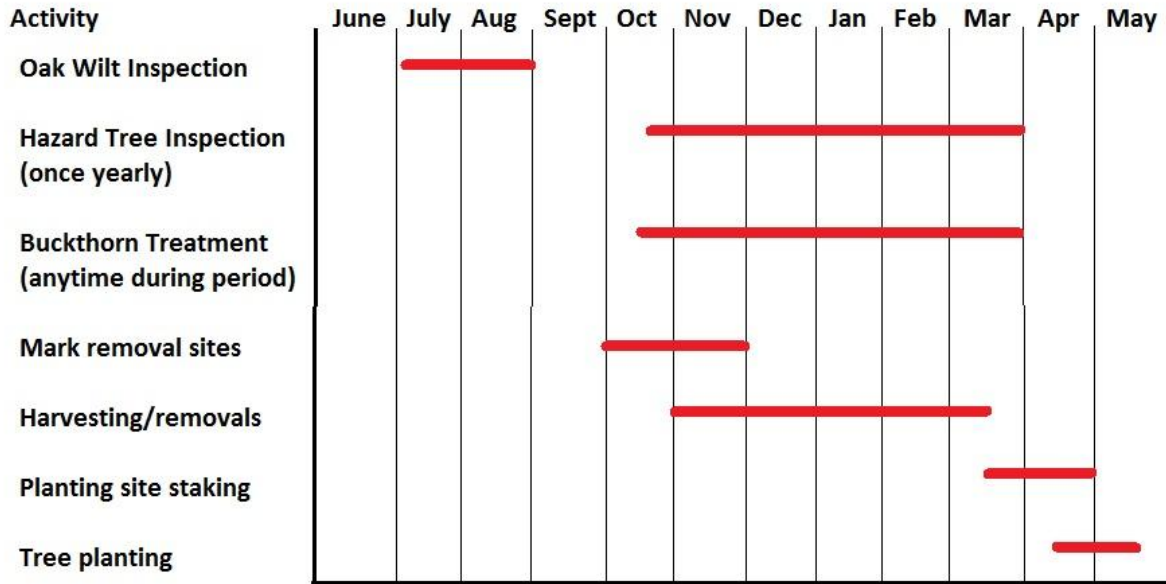 Activity June July Aug Sept Oct Nov Dec Jan Feb Mar Apr May
Oak Wilt Inspection
Hazard Tree Inspection
(once yearly)
Buckthorn Treatment
(anytime during period)
Mark removal sites
Harvesting/removals
Planting site staking
Tree planting